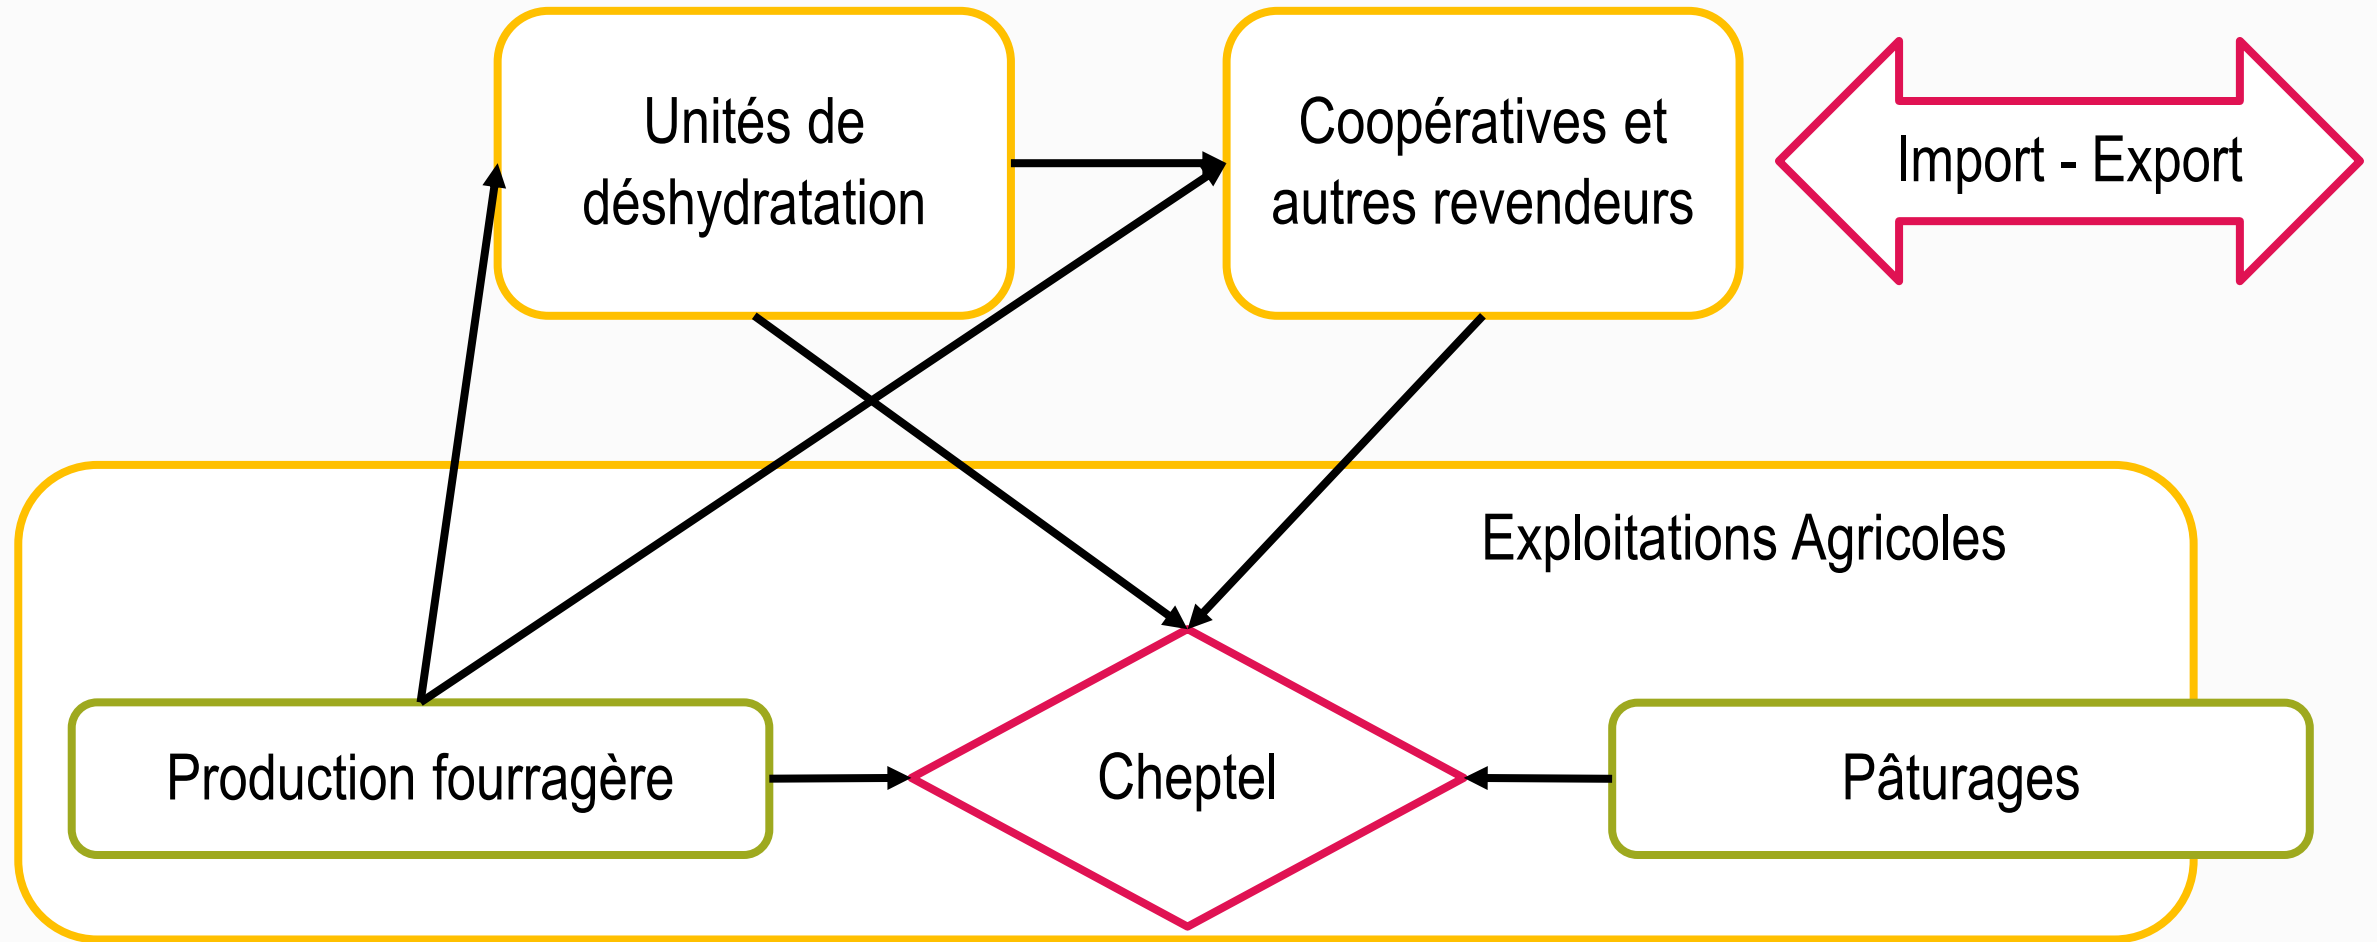 Unités de
déshydratation
Coopératives et
autres revendeurs
Import - Export
Exploitations Agricoles
Production fourragère
Cheptel
Pâturages